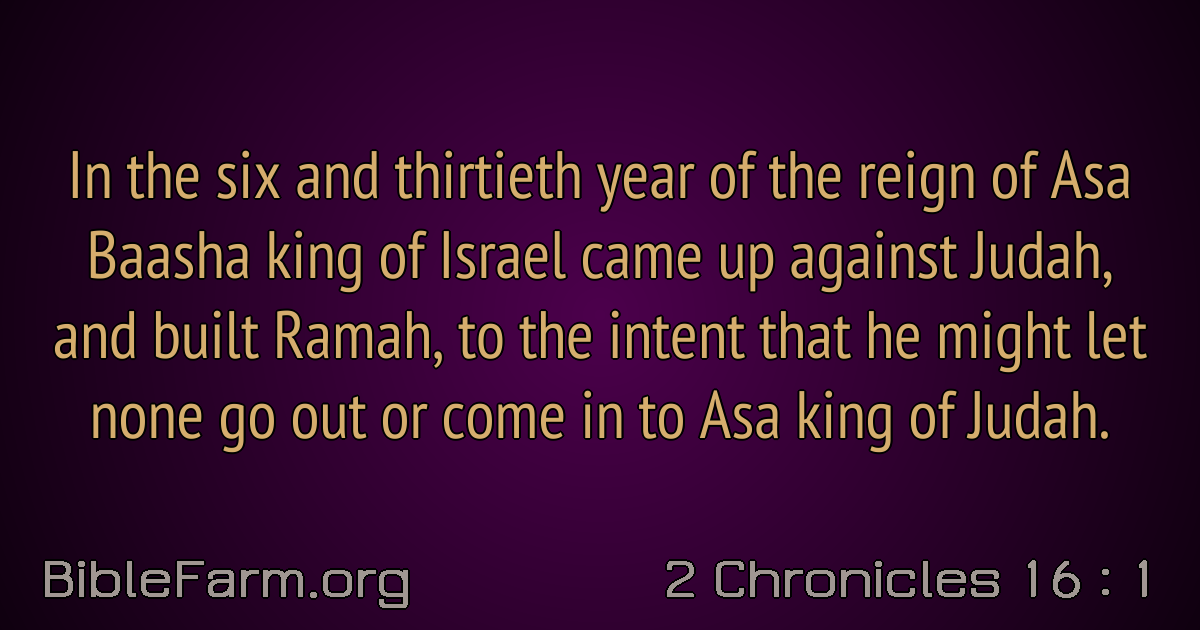 In the six and thirtieth year of the reign of Asa
Baasha king of Israel came up against Judah,
and built Ramah, to the intent that he might let
none go out or come in to Asa king of Judah.
BibleFarm.org
2 Chronicles 16 : 1